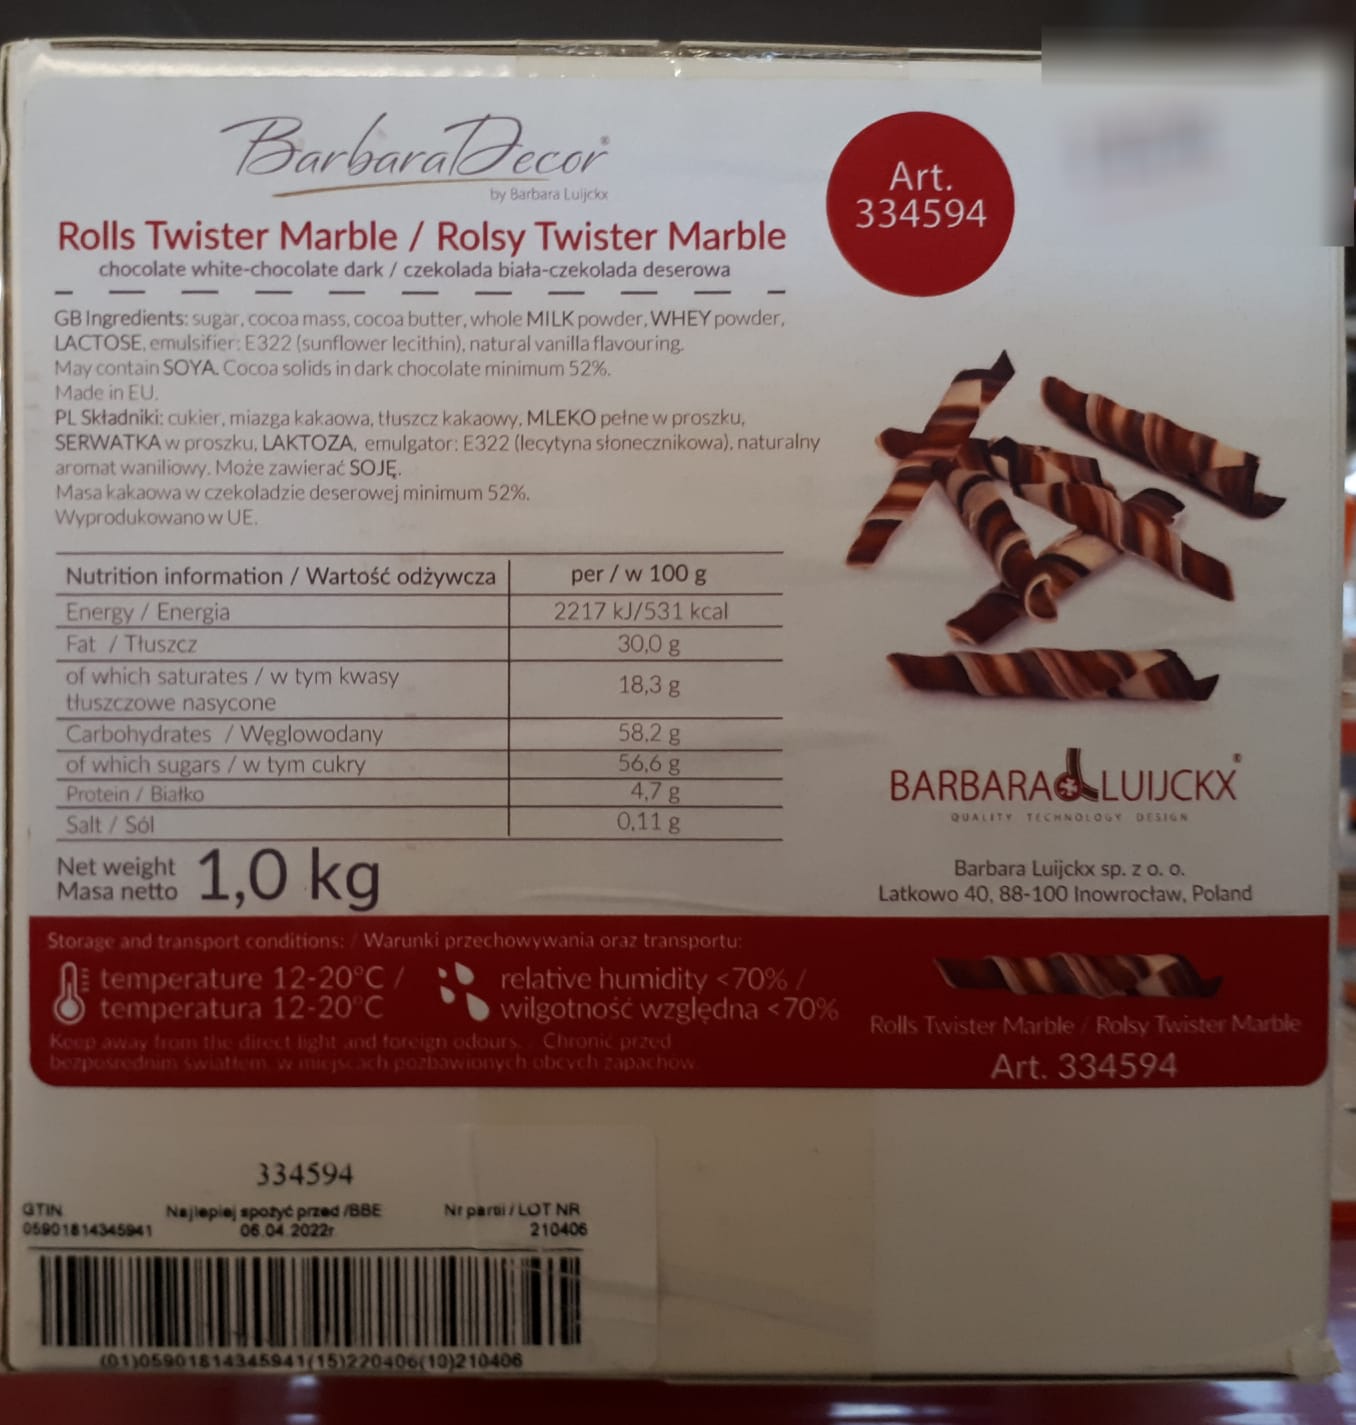 BarbaraDecor®
by Barbara Luijckx
Art.
334594
Rolls Twister Marble / Rolsy Twister Marble
chocolate white-chocolate dark / czekolada biała-czekolada deserowa
GB Ingredients: sugar, cocoa mass, cocoa butter, whole MILK powder, WHEY powder,
LACTOSE, emulsifier: E322 (sunflower lecithin), natural vanilla flavouring.
May contain SOYA. Cocoa solids in dark chocolate minimum 52%.
Made in EU.
PL Składniki: cukier, miazga kakaowa, tłuszcz kakaowy, MLEKO pełne w proszku,
SERWATKA w proszku, LAKTOZA, emulgator: E322 (lecytyna słonecznikowa), naturalny
aromat waniliowy. Może zawierać SOJĘ.
Masa kakaowa w czekoladzie deserowej minimum 52%.
Wyprodukowano w UE.
Nutrition information / Wartość odżywcza per / w 100 g
Energy / Energia 2217 kJ/531 kcal
Fat / Tłuszcz 30,0 g
of which saturates / w tym kwasy
tłuszczowe nasycone 18,3 g
Carbohydrates / Węglowodany 58,2 g
of which sugars / w tym cukry 56,6 g
Protein / Białko 4,7 g
Salt / Sól 0,11 g
Net weight
Masa netto 1,0 kg
BARBARA LUIJCKX®
QUALITY TECHNOLOGY DESIGN
Barbara Luijckx sp. z o. o.
Latkowo 40, 88-100 Inowrocław, Poland
Storage and transport conditions: / Warunki przechowywania oraz transportu:
temperature 12-20°C /
temperatura 12-20°C
relative humidity <70% /
wilgotność względna <70%
Keep away from the direct light and foreign odours. / Chronić przed
bezpośrednim światłem, w miejscach pozbawionych obcych zapachów.
Rolls Twister Marble / Rolsy Twister Marble
Art. 334594
334594
GTIN
05901814345941
Najlepiej spożyć przed /BBE
06.04.2022r
Nr partii / LOT NR
210406
(01)05901814345941(15)220406(10)210406